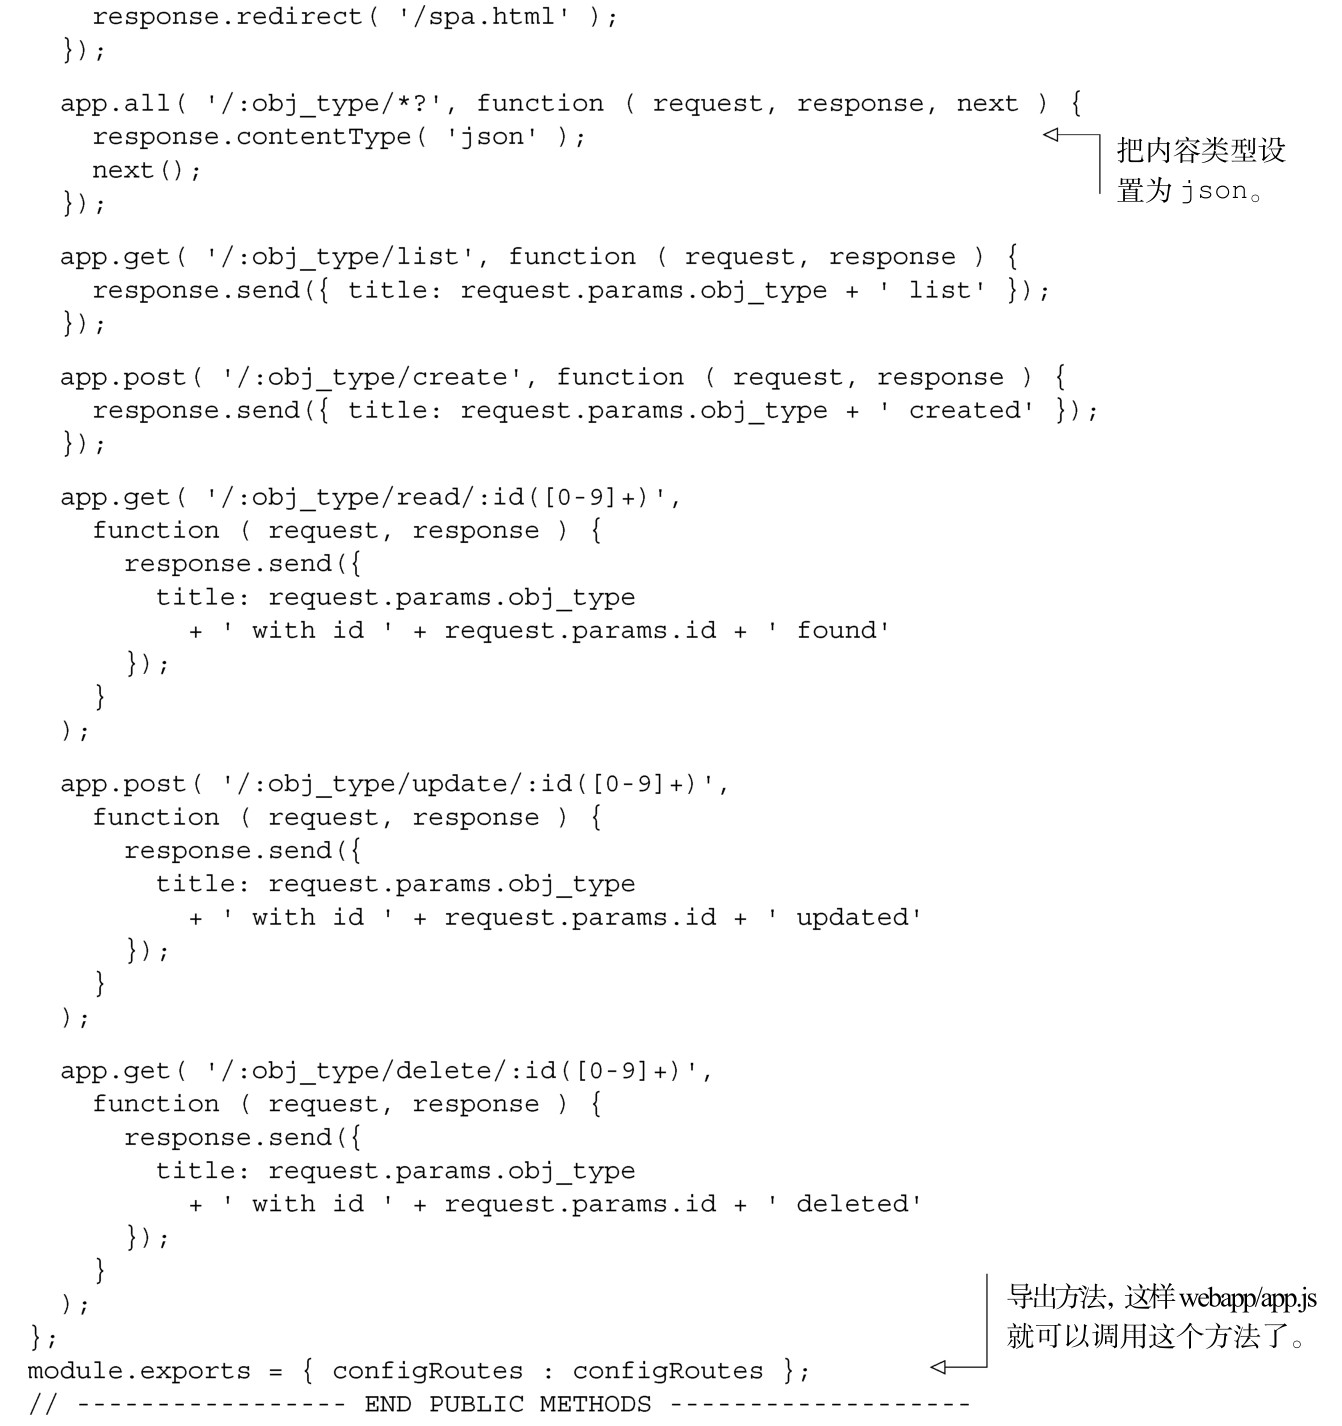 response.redirect( '/spa.html' );
  });
  app.all( '/:obj_type/*?', function ( request, response, next ) {
    response.contentType( 'json' );
    next();
  });
把内容类型设
置为 json。
  app.get( '/:obj_type/list', function ( request, response ) {
    response.send({ title: request.params.obj_type + ' list' });
  });
  app.post( '/:obj_type/create', function ( request, response ) {
    response.send({ title: request.params.obj_type + ' created' });
  });
  app.get( '/:obj_type/read/:id([0-9]+)',
    function ( request, response ) {
      response.send({
        title: request.params.obj_type
          + ' with id ' + request.params.id + ' found'
      });
    }
  );
  app.post( '/:obj_type/update/:id([0-9]+)',
    function ( request, response ) {
      response.send({
        title: request.params.obj_type
          + ' with id ' + request.params.id + ' updated'
      });
    }
  );
  app.get( '/:obj_type/delete/:id([0-9]+)',
    function ( request, response ) {
      response.send({
        title: request.params.obj_type
          + ' with id ' + request.params.id + ' deleted'
      });
    }
  );
};
导出方法，这样webapp/app.js
就可以调用这个方法了。
module.exports = { configRoutes : configRoutes };
// ----------------- END PUBLIC METHODS -------------------